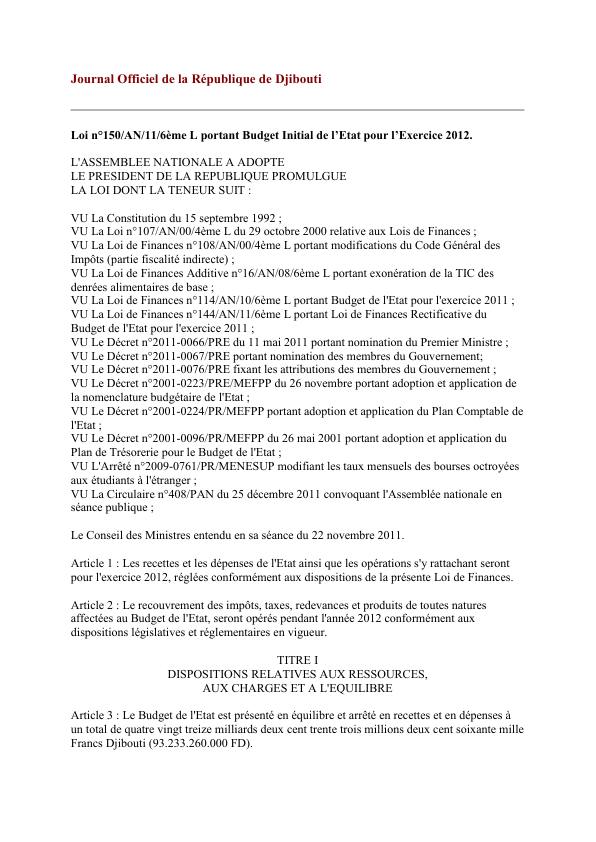 Journal Officiel de la République de Djibouti
Loi n°150/AN/11/6ème L portant Budget Initial de l’Etat pour l’Exercice 2012.
L'ASSEMBLEE NATIONALE A ADOPTE
LE PRESIDENT DE LA REPUBLIQUE PROMULGUE
LA LOI DONT LA TENEUR SUIT :
VU La Constitution du 15 septembre 1992 ;
VU La Loi n°107/AN/00/4ème L du 29 octobre 2000 relative aux Lois de Finances ;
VU La Loi de Finances n°108/AN/00/4ème L portant modifications du Code Général des
Impôts (partie fiscalité indirecte) ;
VU La Loi de Finances Additive n°16/AN/08/6ème L portant exonération de la TIC des
denrées alimentaires de base ;
VU La Loi de Finances n°114/AN/10/6ème L portant Budget de l'Etat pour l'exercice 2011 ;
VU La Loi de Finances n°144/AN/11/6ème L portant Loi de Finances Rectificative du
Budget de l'Etat pour l'exercice 2011 ;
VU Le Décret n°2011-0066/PRE du 11 mai 2011 portant nomination du Premier Ministre ;
VU Le Décret n°2011-0067/PRE portant nomination des membres du Gouvernement;
VU Le Décret n°2011-0076/PRE fixant les attributions des membres du Gouvernement ;
VU Le Décret n°2001-0223/PRE/MEFPP du 26 novembre portant adoption et application de
la nomenclature budgétaire de l'Etat ;
VU Le Décret n°2001-0224/PR/MEFPP portant adoption et application du Plan Comptable de
l'Etat ;
VU Le Décret n°2001-0096/PR/MEFPP du 26 mai 2001 portant adoption et application du
Plan de Trésorerie pour le Budget de l'Etat ;
VU L'Arrêté n°2009-0761/PR/MENESUP modifiant les taux mensuels des bourses octroyées
aux étudiants à l'étranger ;
VU La Circulaire n°408/PAN du 25 décembre 2011 convoquant l'Assemblée nationale en
séance publique ;
Le Conseil des Ministres entendu en sa séance du 22 novembre 2011.
Article 1 : Les recettes et les dépenses de l'Etat ainsi que les opérations s'y rattachant seront
pour l'exercice 2012, réglées conformément aux dispositions de la présente Loi de Finances.
Article 2 : Le recouvrement des impôts, taxes, redevances et produits de toutes natures
affectées au Budget de l'Etat, seront opérés pendant l'année 2012 conformément aux
dispositions législatives et réglementaires en vigueur.
TITRE I
DISPOSITIONS RELATIVES AUX RESSOURCES,
AUX CHARGES ET A L'EQUILIBRE
Article 3 : Le Budget de l'Etat est présenté en équilibre et arrêté en recettes et en dépenses à
un total de quatre vingt treize milliards deux cent trente trois millions deux cent soixante mille
Francs Djibouti (93.233.260.000 FD).